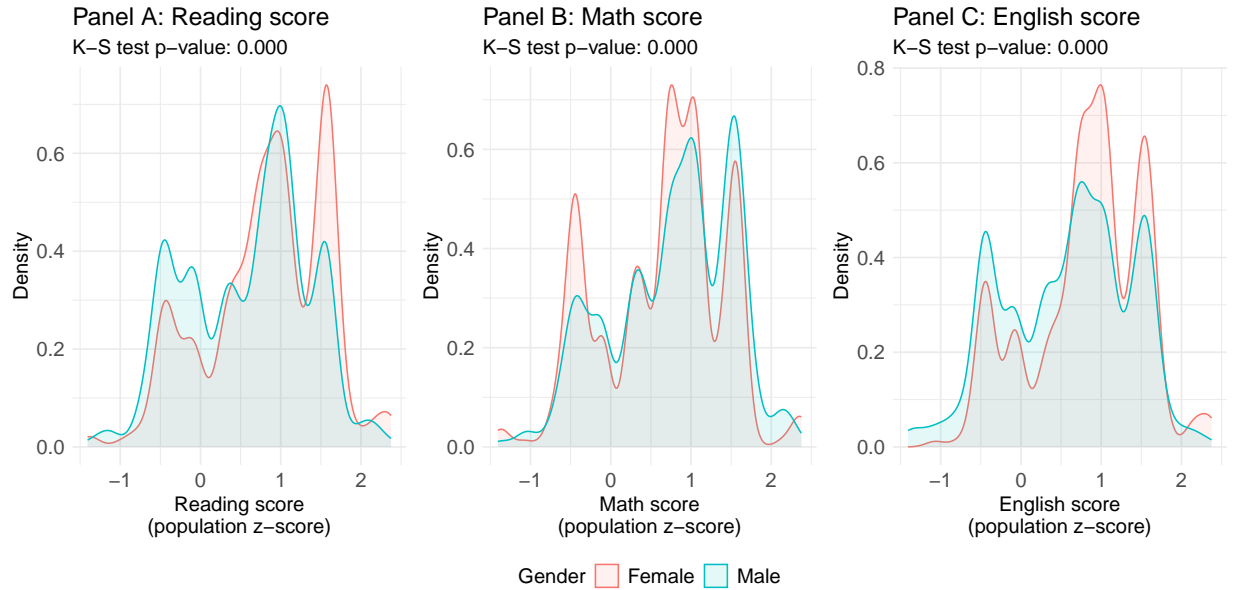 Panel A: Reading score
K−S test p−value: 0.000
Density
0.6
0.4
0.2
0.0
−1 0 1 2
Reading score
(population z−score)
Panel B: Math score
K−S test p−value: 0.000
Density
0.6
0.4
0.2
0.0
−1 0 1 2
Math score
(population z−score)
Panel C: English score
K−S test p−value: 0.000
Density
0.8
0.6
0.4
0.2
0.0
−1 0 1 2
English score
(population z−score)
Gender Female Male